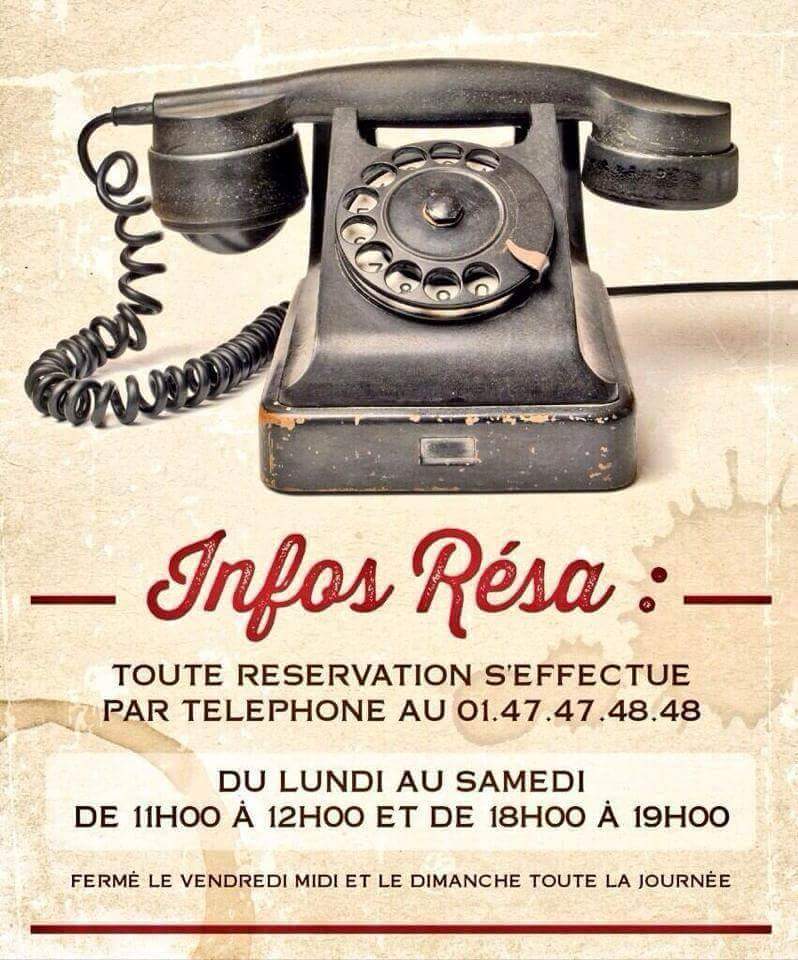 Infos Résa :
TOUTE RESERVATION S'EFFECTUE
PAR TELEPHONE AU 01.47.47.48.48
DU LUNDI AU SAMEDI
DE 11H00 À 12H00 ET DE 18H00 À 19H00
FERMÉ LE VENDREDI MIDI ET LE DIMANCHE TOUTE LA JOURNÉE